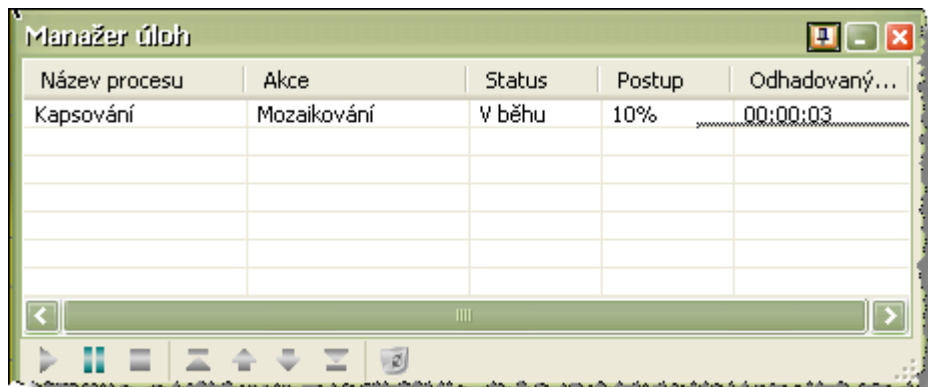 Manažer úloh
Název procesu Akce Status Postup Odhadovaný...
Kapsování Mozaikování V běhu 10% 00:00:03